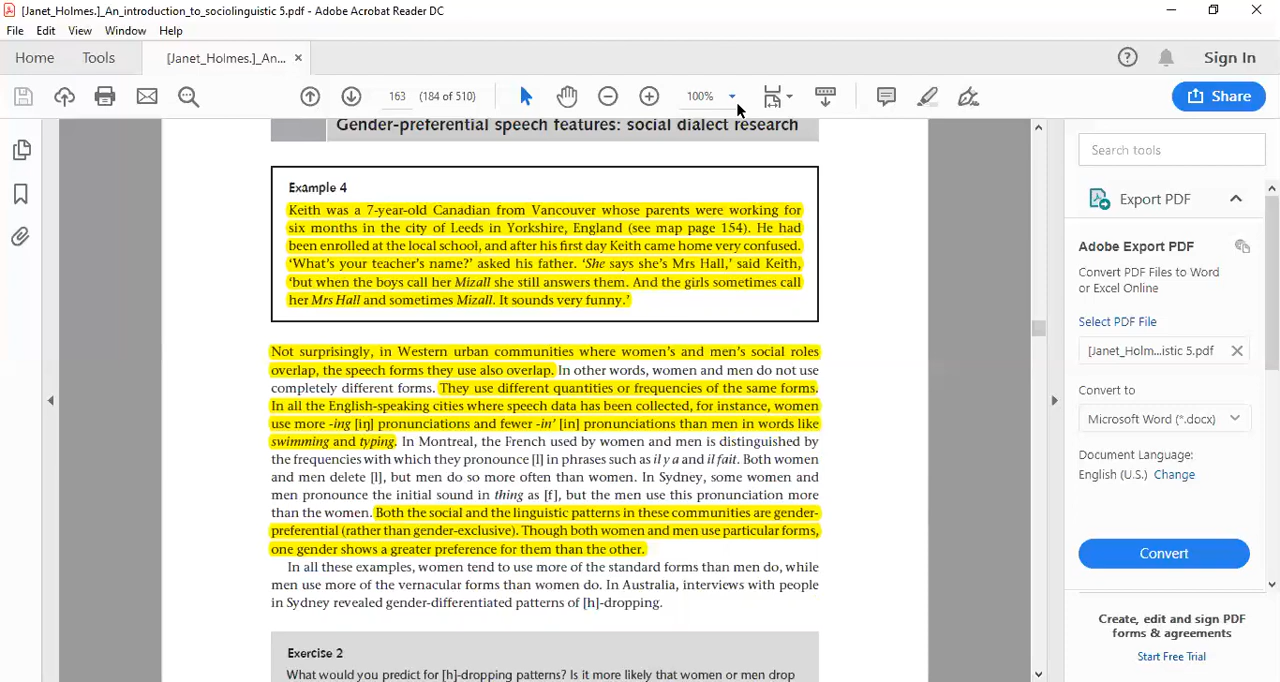 [Janet_Holmes.]_An_introduction_to_sociolinguistic 5.pdf - Adobe Acrobat Reader DC
File Edit View Window Help
Home Tools [Janet_Holmes.]_An... × Sign In
163 (184 of 510) 100% Share
Gender-preferential speech features: social dialect research
Example 4
Keith was a 7-year-old Canadian from Vancouver whose parents were working for
six months in the city of Leeds in Yorkshire, England (see map page 154). He had
been enrolled at the local school, and after his first day Keith came home very confused.
‘What’s your teacher’s name?’ asked his father. ‘She says she’s Mrs Hall,’ said Keith,
‘but when the boys call her Mizall she still answers them. And the girls sometimes call
her Mrs Hall and sometimes Mizall. It sounds very funny.’
Not surprisingly, in Western urban communities where women’s and men’s social roles
overlap, the speech forms they use also overlap. In other words, women and men do not use
completely different forms. They use different quantities or frequencies of the same forms.
In all the English-speaking cities where speech data has been collected, for instance, women
use more -ing [iŋ] pronunciations and fewer -in’ [in] pronunciations than men in words like
swimming and typing. In Montreal, the French used by women and men is distinguished by
the frequencies with which they pronounce [l] in phrases such as il y a and il fait. Both women
and men delete [l], but men do so more often than women. In Sydney, some women and
men pronounce the initial sound in thing as [f], but the men use this pronunciation more
than the women. Both the social and the linguistic patterns in these communities are gender-
preferential (rather than gender-exclusive). Though both women and men use particular forms,
one gender shows a greater preference for them than the other.
In all these examples, women tend to use more of the standard forms than men do, while
men use more of the vernacular forms than women do. In Australia, interviews with people
in Sydney revealed gender-differentiated patterns of [h]-dropping.
Exercise 2
What would you predict for [h]-dropping patterns? Is it more likely that women or men drop
Search tools
Export PDF
Adobe Export PDF
Convert PDF Files to Word
or Excel Online
Select PDF File
[Janet_Holm...istic 5.pdf
Convert to
Microsoft Word (*.docx)
Document Language:
English (U.S.) Change
Convert
Create, edit and sign PDF
forms & agreements
Start Free Trial